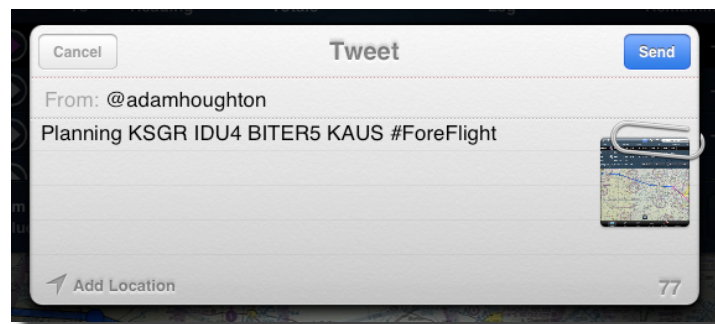 Cancel
Tweet
Send
From: @adamhoughton
Planning KSGR IDU4 BITER5 KAUS #ForeFlight
Add Location
77